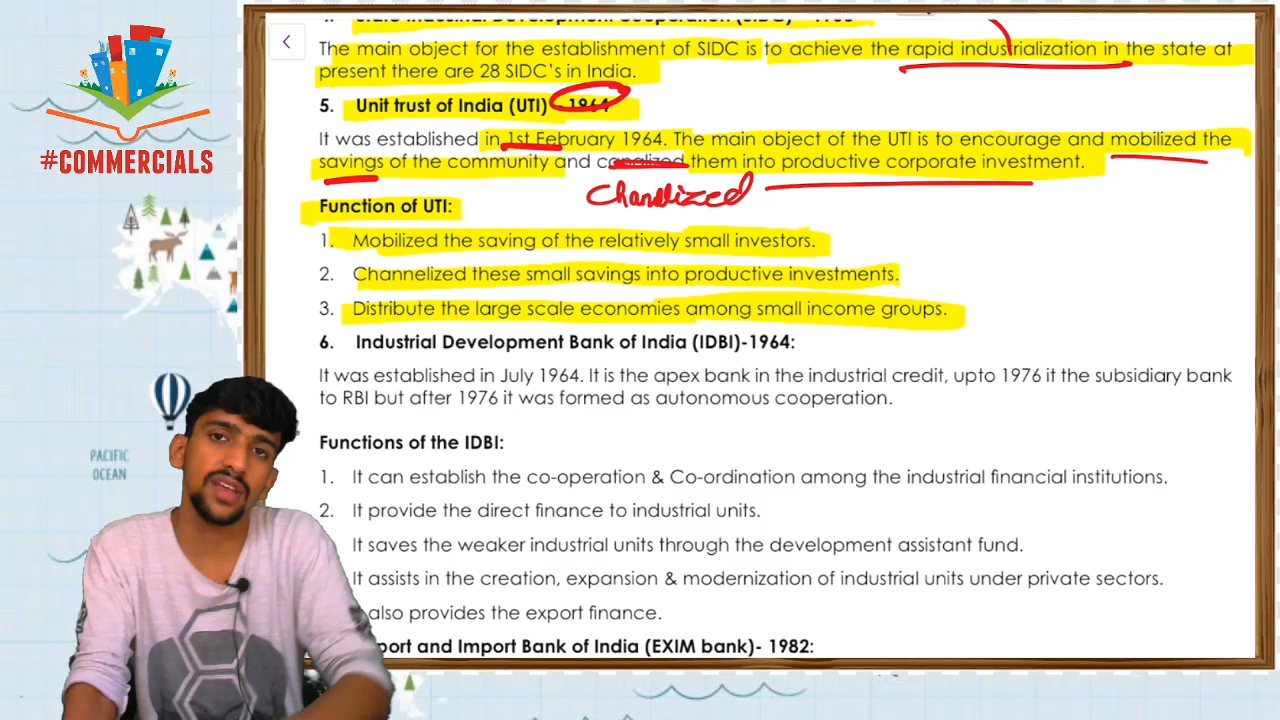 4. State Industrial Development Cooperation (SIDC) – 
The main object for the establishment of SIDC is to achieve the rapid industrialization in the state at
present there are 28 SIDC's in India.
5. Unit trust of India (UTI) – 1964
It was established in 1st February 1964. The main object of the UTI is to encourage and mobilized the
savings of the community and canalized them into productive corporate investment.
#COMMERCIALS
Function of UTI:
1. Mobilized the saving of the relatively small investors.
2. Channelized these small savings into productive investments.
3. Distribute the large scale economies among small income groups.
6. Industrial Development Bank of India (IDBI)-1964:
It was established in July 1964. It is the apex bank in the industrial credit, upto 1976 it the subsidiary bank
to RBI but after 1976 it was formed as autonomous cooperation.
PACIFIC
OCEAN
Functions of the IDBI:
1. It can establish the co-operation & Co-ordination among the industrial financial institutions.
2. It provide the direct finance to industrial units.
It saves the weaker industrial units through the development assistant fund.
It assists in the creation, expansion & modernization of industrial units under private sectors.
also provides the export finance.
port and Import Bank of India (EXIM bank)- 1982: